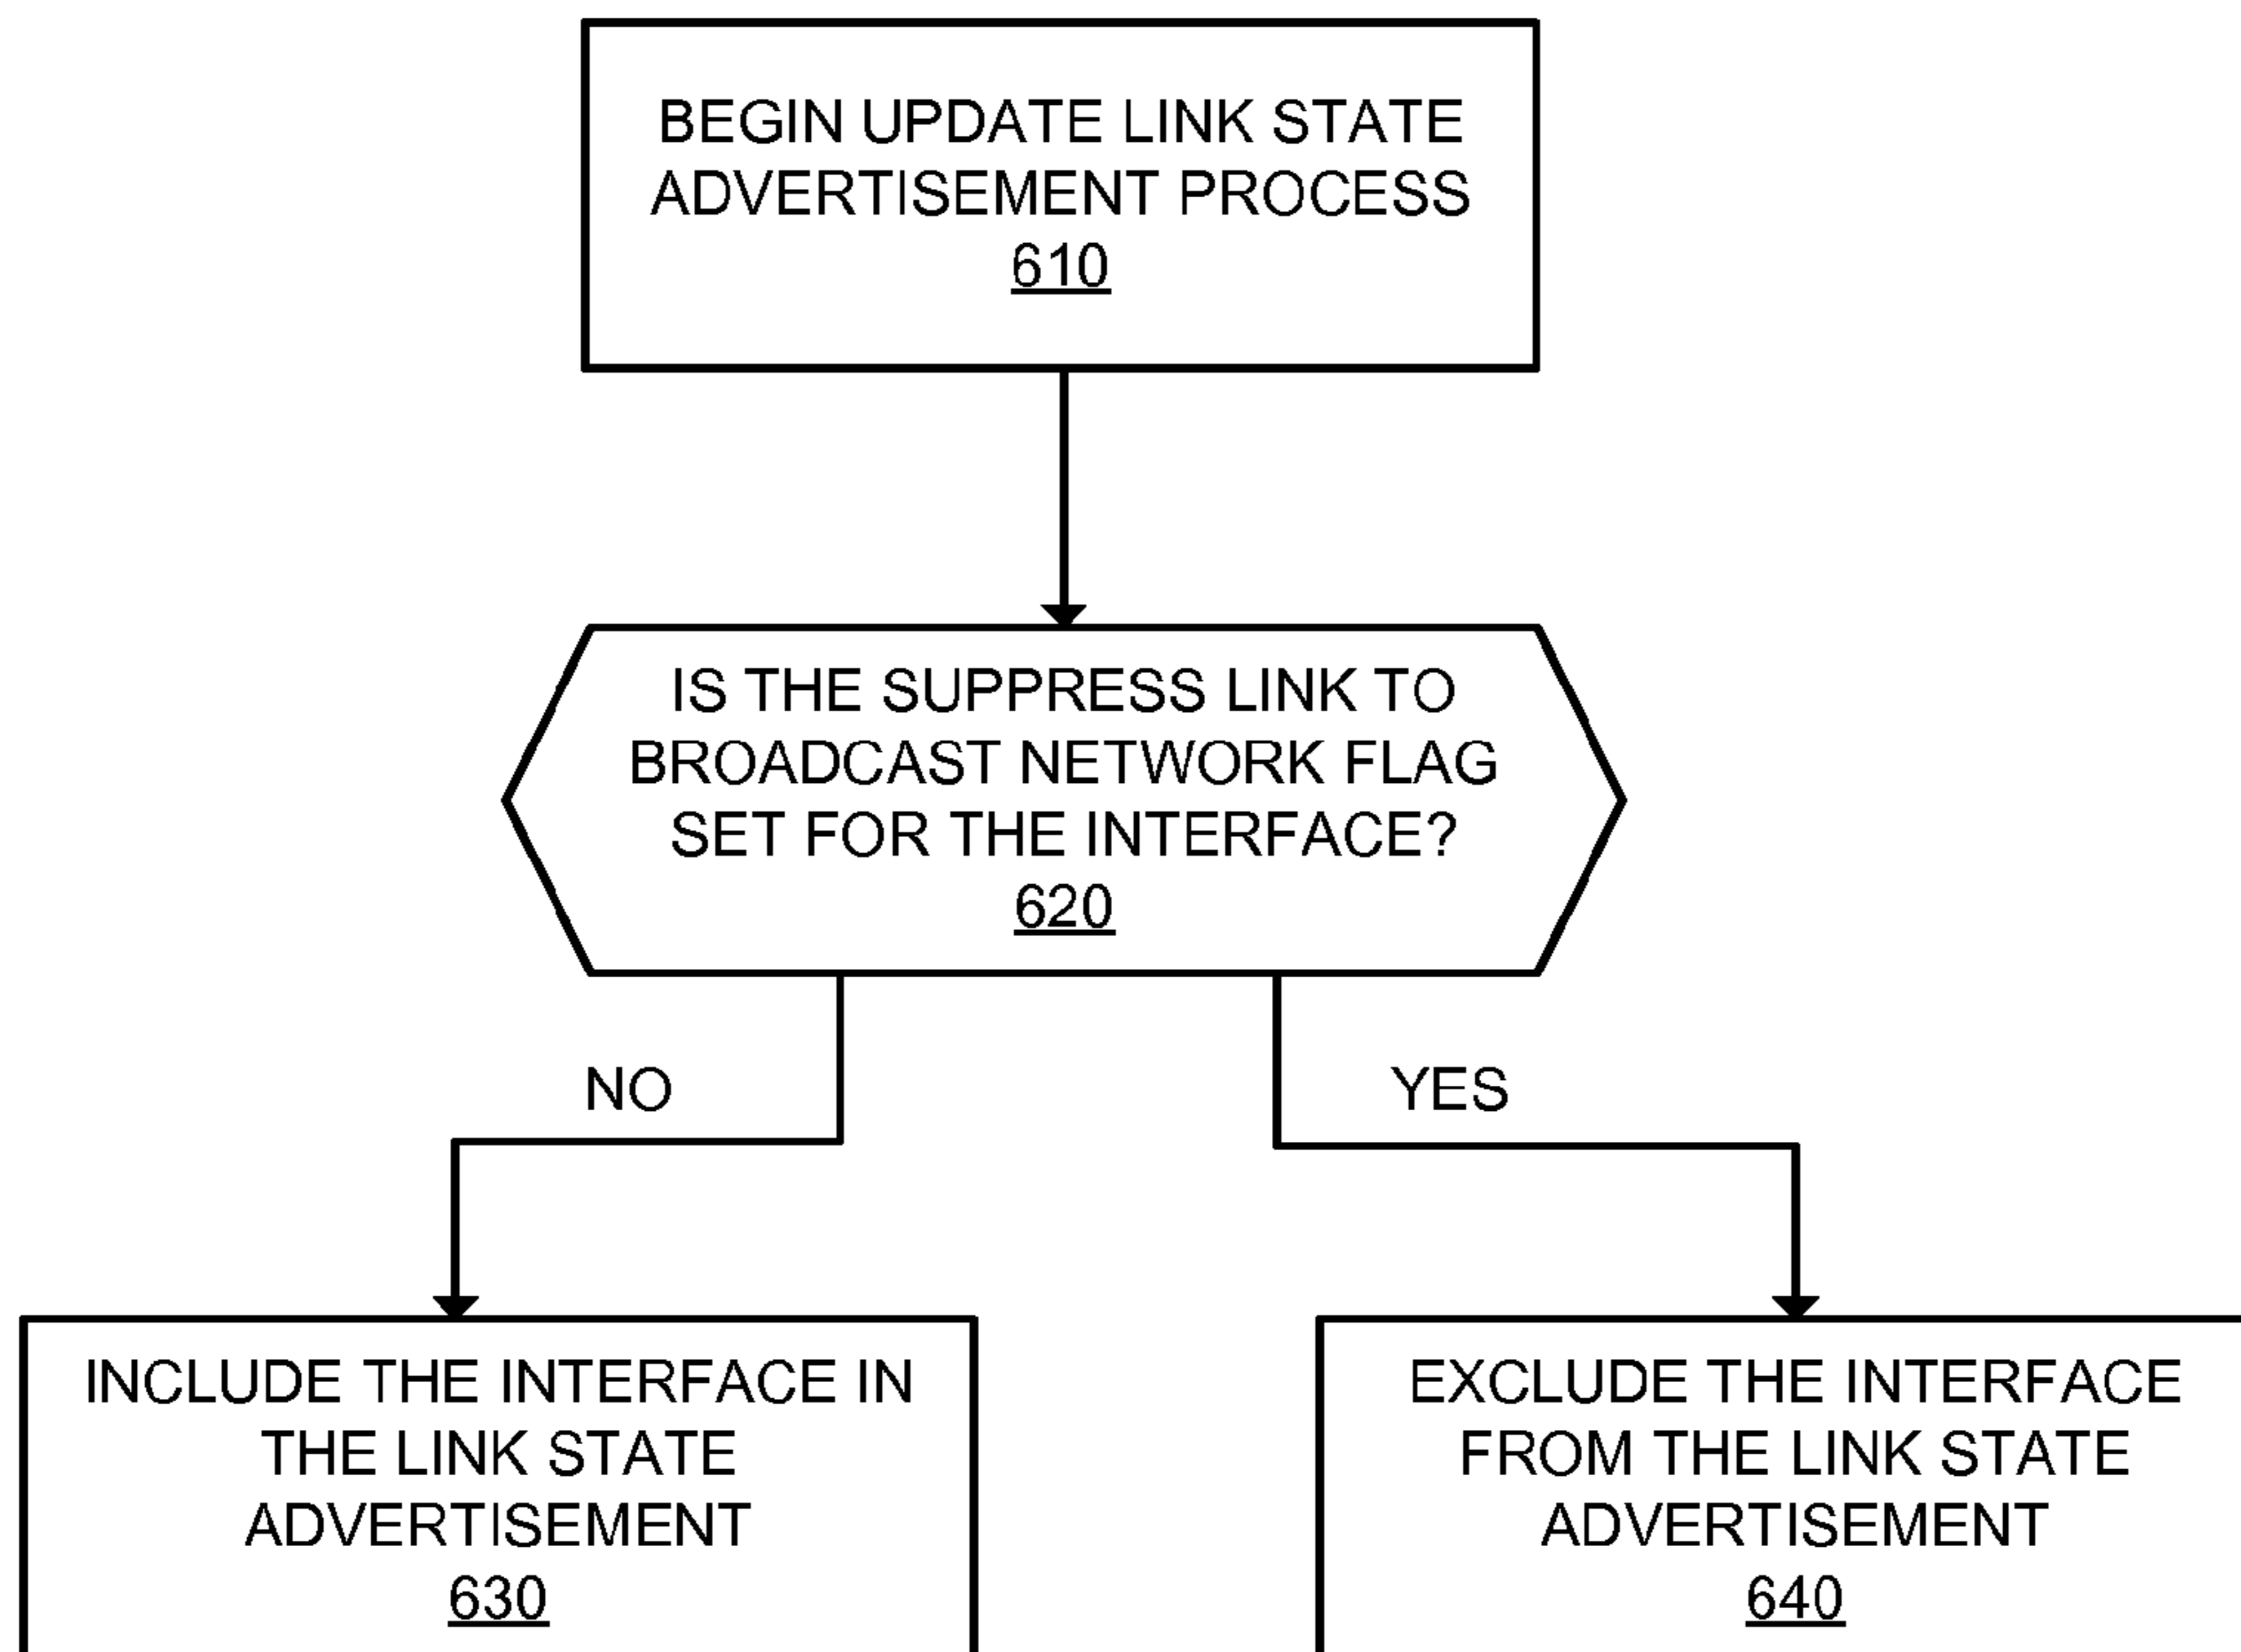 BEGIN UPDATE LINK STATE
ADVERTISEMENT PROCESS
610
IS THE SUPPRESS LINK TO
BROADCAST NETWORK FLAG
SET FOR THE INTERFACE?
620
NO
YES
INCLUDE THE INTERFACE IN
THE LINK STATE
ADVERTISEMENT
630
EXCLUDE THE INTERFACE
FROM THE LINK STATE
ADVERTISEMENT
640